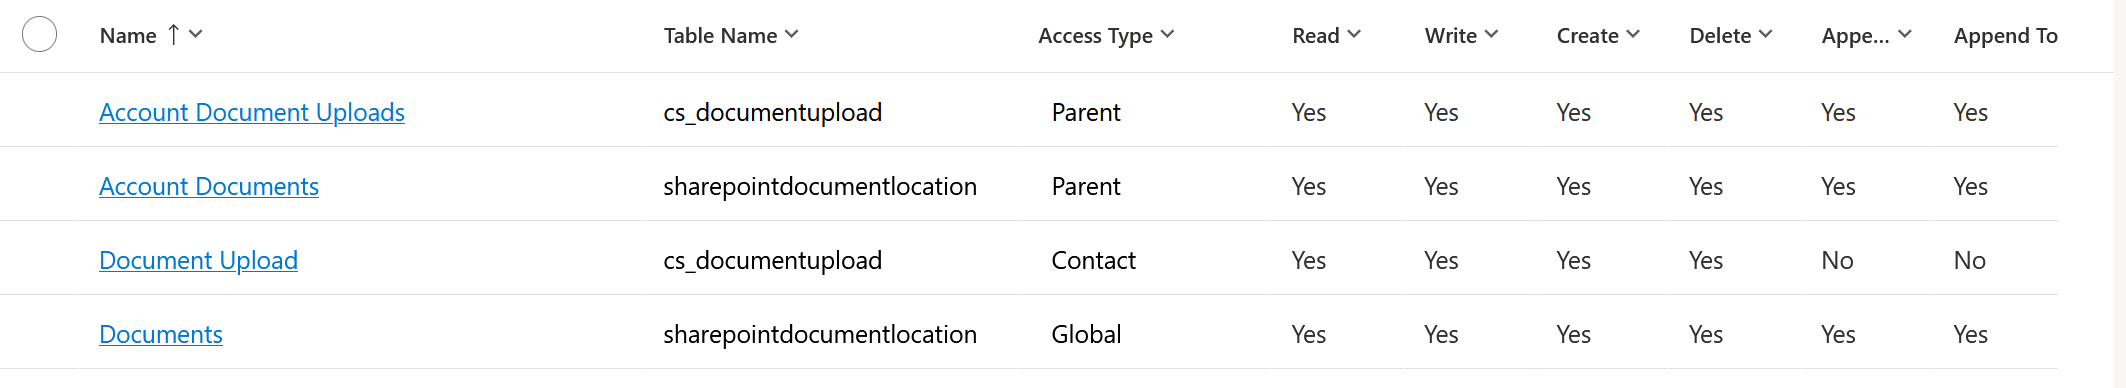 Name Table Name Access Type Read Write Create Delete Appe... Append To
Account Document Uploads cs_documentupload Parent Yes Yes Yes Yes Yes Yes
Account Documents sharepointdocumentlocation Parent Yes Yes Yes Yes Yes Yes
Document Upload cs_documentupload Contact Yes Yes Yes Yes No No
Documents sharepointdocumentlocation Global Yes Yes Yes Yes Yes Yes